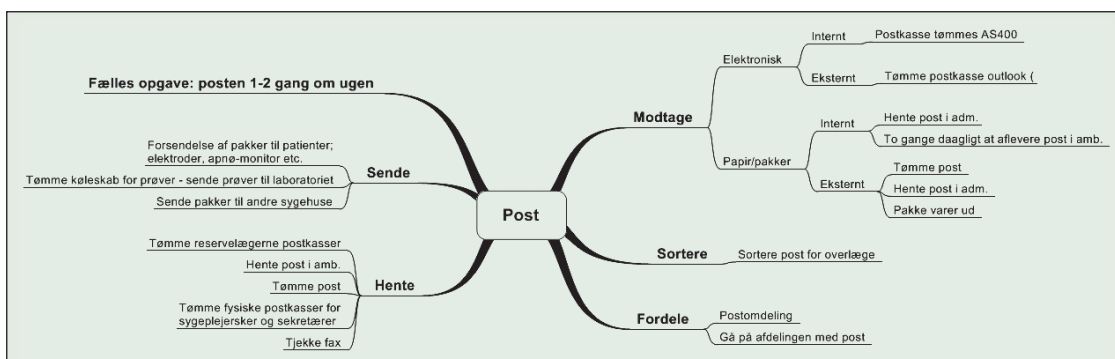 Post
Fælles opgave: posten 1-2 gang om ugen
Sende
Forsendelse af pakker til patienter;
elektroder, apnø-monitor etc.
Tømme køleskab for prøver - sende prøver til laboratoriet
Sende pakker til andre sygehuse
Hente
Tømme reservelægerne postkasser
Hente post i amb.
Tømme post
Tømme fysiske postkasser for
sygeplejersker og sekretærer
Tjekke fax
Modtage
Elektronisk
Internt
Postkasse tømmes AS400
Eksternt
Tømme postkasse outlook (
Papir/pakker
Internt
Hente post i adm.
To gange daagligt at aflevere post i amb.
Eksternt
Tømme post
Hente post i adm.
Pakke varer ud
Sortere
Sortere post for overlæge
Fordele
Postomdeling
Gå på afdelingen med post